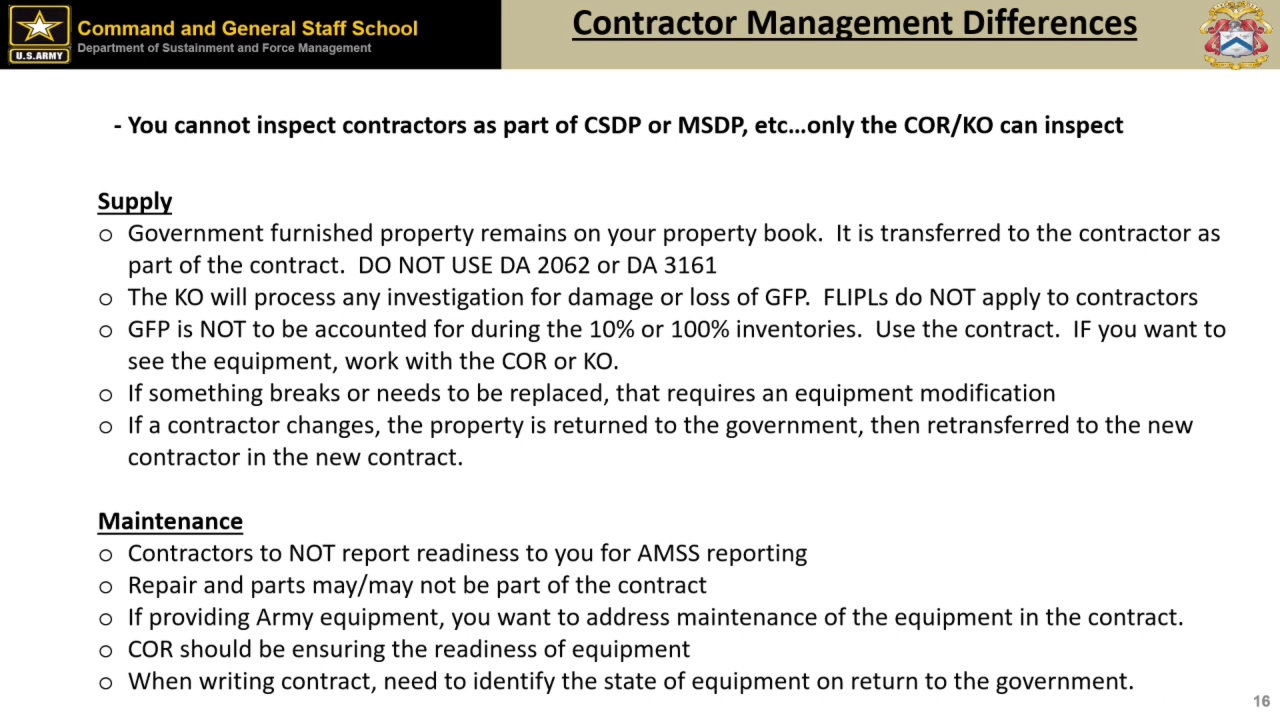 U.S.ARMY
Command and General Staff School
Department of Sustainment and Force Management
Contractor Management Differences
- You cannot inspect contractors as part of CSDP or MSDP, etc…only the COR/KO can inspect
Supply
o Government furnished property remains on your property book.  It is transferred to the contractor as
part of the contract.  DO NOT USE DA 2062 or DA 3161
o The KO will process any investigation for damage or loss of GFP.  FLIPLs do NOT apply to contractors
o GFP is NOT to be accounted for during the 10% or 100% inventories.  Use the contract.  IF you want to
see the equipment, work with the COR or KO.
o If something breaks or needs to be replaced, that requires an equipment modification
o If a contractor changes, the property is returned to the government, then retransferred to the new
contractor in the new contract.
Maintenance
o Contractors to NOT report readiness to you for AMSS reporting
o Repair and parts may/may not be part of the contract
o If providing Army equipment, you want to address maintenance of the equipment in the contract.
o COR should be ensuring the readiness of equipment
o When writing contract, need to identify the state of equipment on return to the government.
16